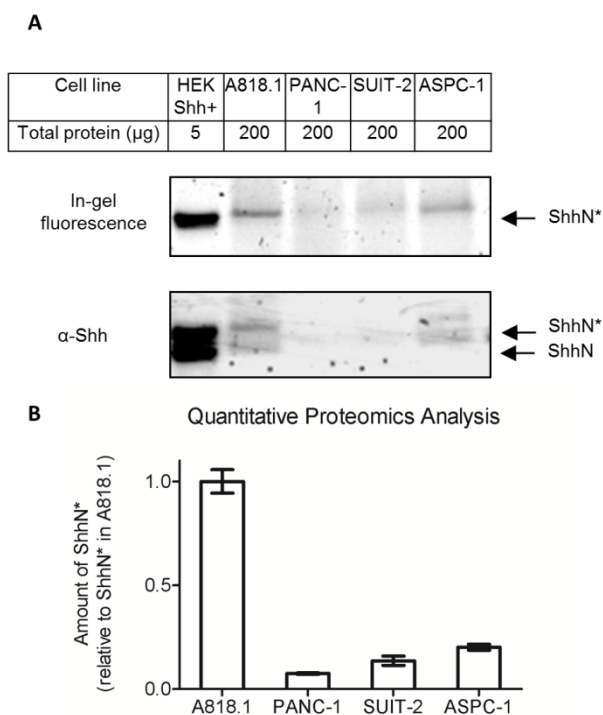 A
Cell line HEK Shh+ A818.1 PANC-1 SUIT-2 ASPC-1
Total protein (μg) 5 200 200 200 200
In-gel
fluorescence
ShhN*
α-Shh
ShhN*
ShhN
B
Quantitative Proteomics Analysis
Amount of ShhN*
(relative to ShhN* in A818.1)
1.0
0.5
0.0
A818.1 PANC-1 SUIT-2 ASPC-1